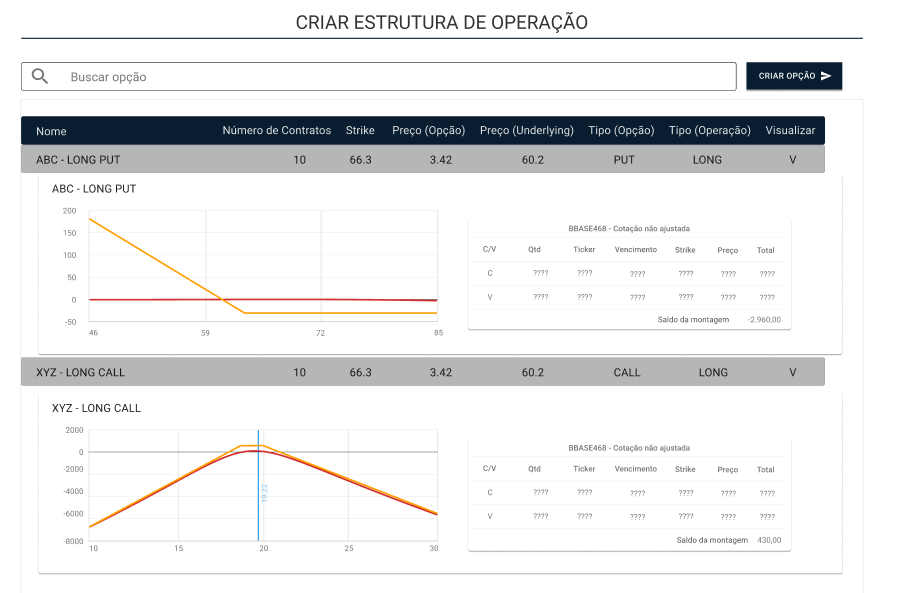 CRIAR ESTRUTURA DE OPERAÇÃO
Buscar opção
CRIAR OPÇÃO
Nome Número de Contratos Strike Preço (Opção) Preço (Underlying) Tipo (Opção) Tipo (Operação) Visualizar
ABC - LONG PUT 10 66.3 3.42 60.2 PUT LONG V
ABC - LONG PUT
200
150
100
50
0
-50
46 59 72 85
BBASE468 - Cotação não ajustada
C/V Qtd Ticker Vencimento Strike Preço Total
C ???? ???? ???? ???? ???? ????
V ???? ???? ???? ???? ???? ????
Saldo da montagem -2.960,00
XYZ - LONG CALL 10 66.3 3.42 60.2 CALL LONG V
XYZ - LONG CALL
2000
0
-2000
-4000
-6000
-8000
19,22
10 15 20 25 30
BBASE468 - Cotação não ajustada
C/V Qtd Ticker Vencimento Strike Preço Total
C ???? ???? ???? ???? ???? ????
V ???? ???? ???? ???? ???? ????
Saldo da montagem 430,00